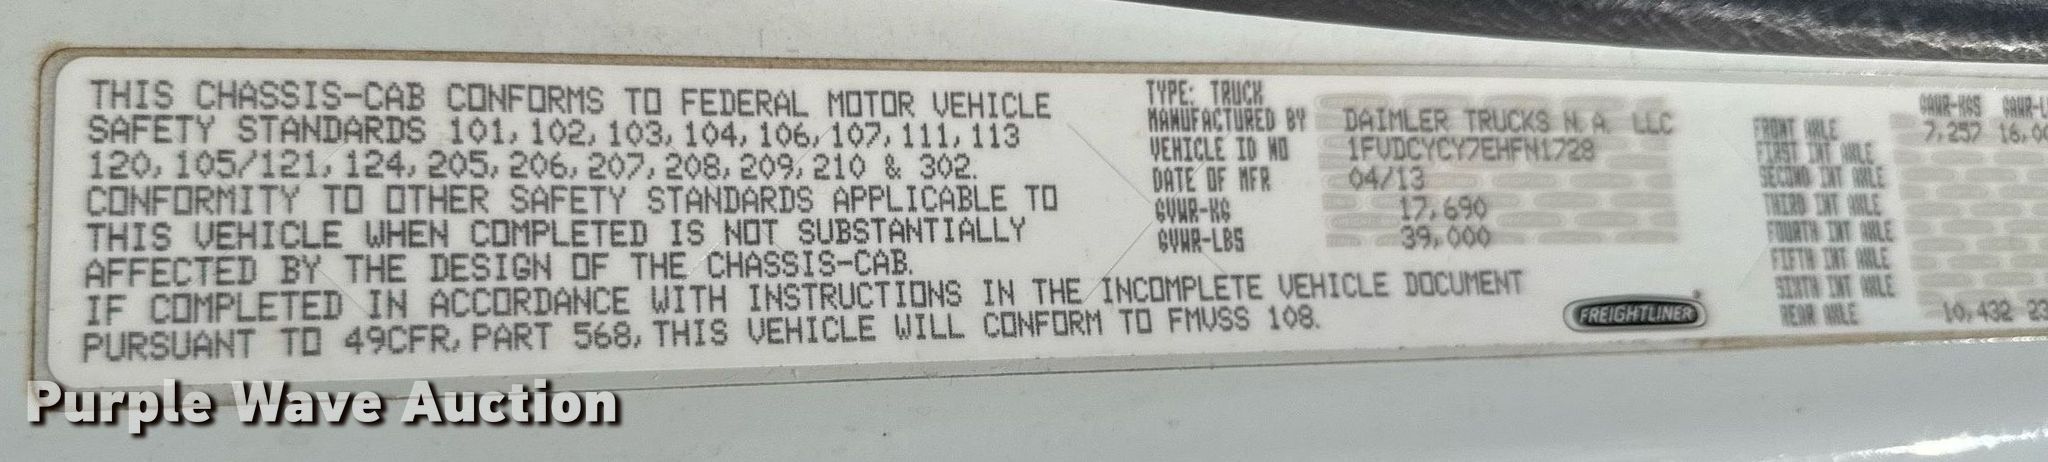 THIS CHASSIS-CAB CONFORMS TO FEDERAL MOTOR VEHICLE
SAFETY STANDARDS 101, 102, 103, 104, 106, 107, 111, 113
120, 105/121, 124, 205, 206, 207, 208, 209, 210 & 302.
CONFORMITY TO OTHER SAFETY STANDARDS APPLICABLE TO
THIS VEHICLE WHEN COMPLETED IS NOT SUBSTANTIALLY
AFFECTED BY THE DESIGN OF THE CHASSIS-CAB.
IF COMPLETED IN ACCORDANCE WITH INSTRUCTIONS IN THE INCOMPLETE VEHICLE DOCUMENT
PURSUANT TO 49CFR, PART 568, THIS VEHICLE WILL CONFORM TO FMVSS 108.
TYPE: TRUCK
MANUFACTURED BY DAIMLER TRUCKS N.A. LLC
VEHICLE ID NO 1FVDCYCY7EHFN1728
DATE OF MFR 04/13
GVWR-KG 17,690
GVWR-LBS 39,000
FREIGHTLINER
GAWR-KGS
FRONT AXLE 7,257
FIRST INT AXLE
SECOND INT AXLE
THIRD INT AXLE
FOURTH INT AXLE
FIFTH INT AXLE
SIXTH INT AXLE
REAR AXLE 10,432
Purple Wave Auction